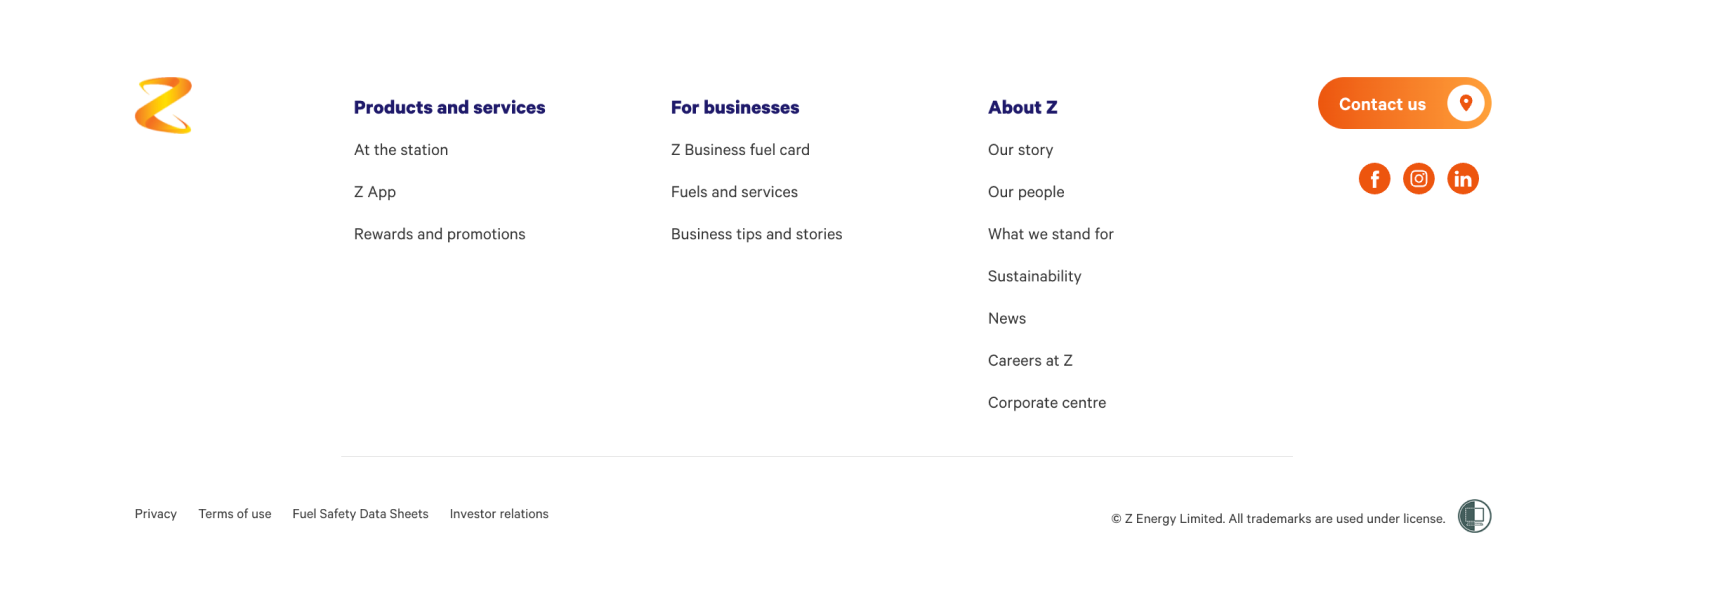 Products and services
At the station
Z App
Rewards and promotions
For businesses
Z Business fuel card
Fuels and services
Business tips and stories
About Z
Our story
Our people
What we stand for
Sustainability
News
Careers at Z
Corporate centre
Contact us
Privacy
Terms of use
Fuel Safety Data Sheets
Investor relations
© Z Energy Limited. All trademarks are used under license.